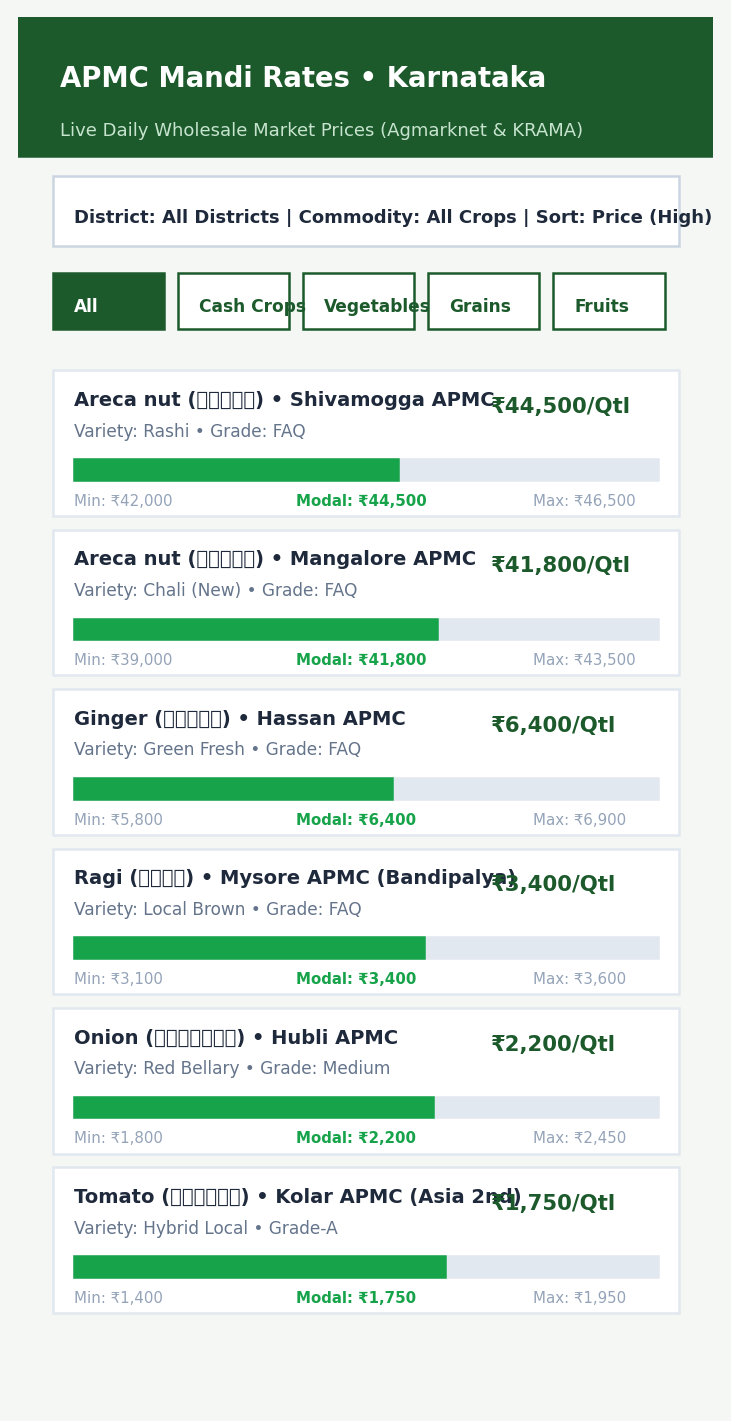 APMC Mandi Rates • Karnataka
Live Daily Wholesale Market Prices (Agmarknet & KRAMA)
District: All Districts | Commodity: All Crops | Sort: Price (High)
All
Cash Crops
Vegetables
Grains
Fruits
Areca nut (▯▯▯▯▯) • Shivamogga APMC ₹44,500/Qtl
Variety: Rashi • Grade: FAQ
Min: ₹42,000 Modal: ₹44,500 Max: ₹46,500
Areca nut (▯▯▯▯▯) • Mangalore APMC ₹41,800/Qtl
Variety: Chali (New) • Grade: FAQ
Min: ₹39,000 Modal: ₹41,800 Max: ₹43,500
Ginger (▯▯▯▯▯) • Hassan APMC ₹6,400/Qtl
Variety: Green Fresh • Grade: FAQ
Min: ₹5,800 Modal: ₹6,400 Max: ₹6,900
Ragi (▯▯▯▯) • Mysore APMC (Bandipalya) ₹3,400/Qtl
Variety: Local Brown • Grade: FAQ
Min: ₹3,100 Modal: ₹3,400 Max: ₹3,600
Onion (▯▯▯▯▯▯▯) • Hubli APMC ₹2,200/Qtl
Variety: Red Bellary • Grade: Medium
Min: ₹1,800 Modal: ₹2,200 Max: ₹2,450
Tomato (▯▯▯▯▯▯) • Kolar APMC (Asia 2nd) ₹1,750/Qtl
Variety: Hybrid Local • Grade-A
Min: ₹1,400 Modal: ₹1,750 Max: ₹1,950